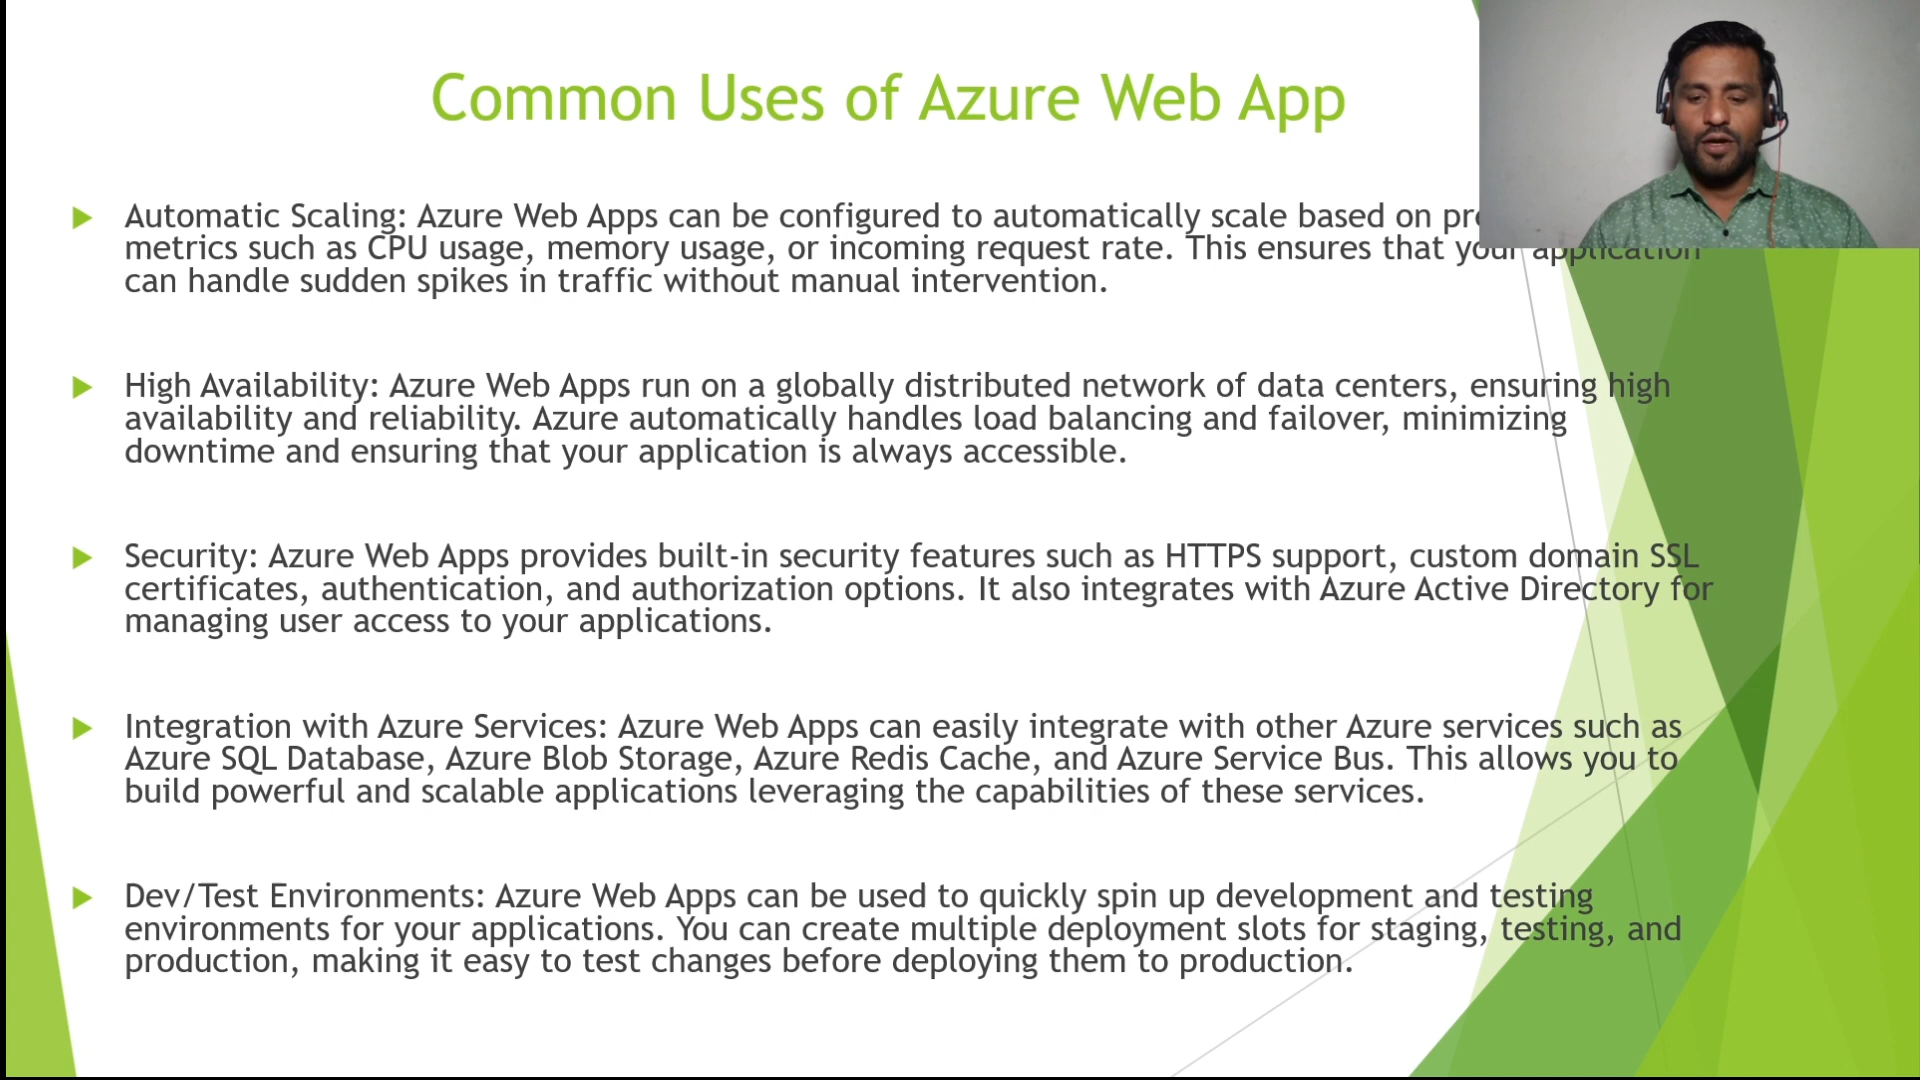 Common Uses of Azure Web App
Automatic Scaling: Azure Web Apps can be configured to automatically scale based on
metrics such as CPU usage, memory usage, or incoming request rate. This ensures that your application
can handle sudden spikes in traffic without manual intervention.
High Availability: Azure Web Apps run on a globally distributed network of data centers, ensuring high
availability and reliability. Azure automatically handles load balancing and failover, minimizing
downtime and ensuring that your application is always accessible.
Security: Azure Web Apps provides built-in security features such as HTTPS support, custom domain SSL
certificates, authentication, and authorization options. It also integrates with Azure Active Directory for
managing user access to your applications.
Integration with Azure Services: Azure Web Apps can easily integrate with other Azure services such as
Azure SQL Database, Azure Blob Storage, Azure Redis Cache, and Azure Service Bus. This allows you to
build powerful and scalable applications leveraging the capabilities of these services.
Dev/Test Environments: Azure Web Apps can be used to quickly spin up development and testing
environments for your applications. You can create multiple deployment slots for staging, testing, and
production, making it easy to test changes before deploying them to production.